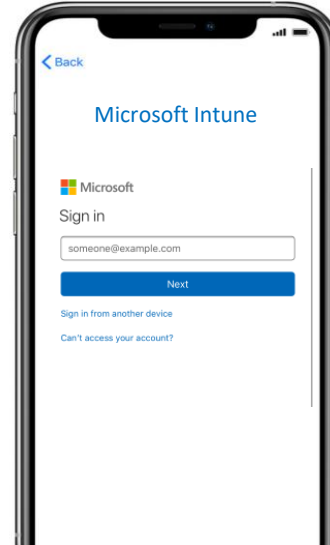 Back
Microsoft Intune
Microsoft
Sign in
someone@example.com
Next
Sign in from another device
Can't access your account?